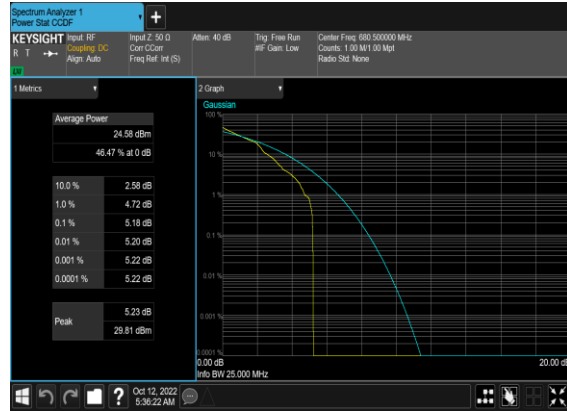 Spectrum Analyzer 1
Power Stat CCDF
+
KEYSIGHT
R T
LXI
Input: RF
Coupling: DC
Align: Auto
Input Z: 50 Ω
Corr CCorr
Freq Ref: Int (S)
Atten: 40 dB
Trig: Free Run
#IF Gain: Low
Center Freq: 680.500000 MHz
Counts: 1.00 M/1.00 Mpt
Radio Std: None
1 Metrics
Average Power
24.58 dBm
46.47 % at 0 dB
10.0 % 2.58 dB
1.0 % 4.72 dB
0.1 % 5.18 dB
0.01 % 5.20 dB
0.001 % 5.22 dB
0.0001 % 5.22 dB
Peak 5.23 dB
29.81 dBm
2 Graph
Gaussian
100 %
10 %
1 %
0.1 %
0.01 %
0.001 %
0.0001 %
0.00 dB 20.00 dB
Info BW 25.000 MHz
?
Oct 12, 2022
5:36:22 AM